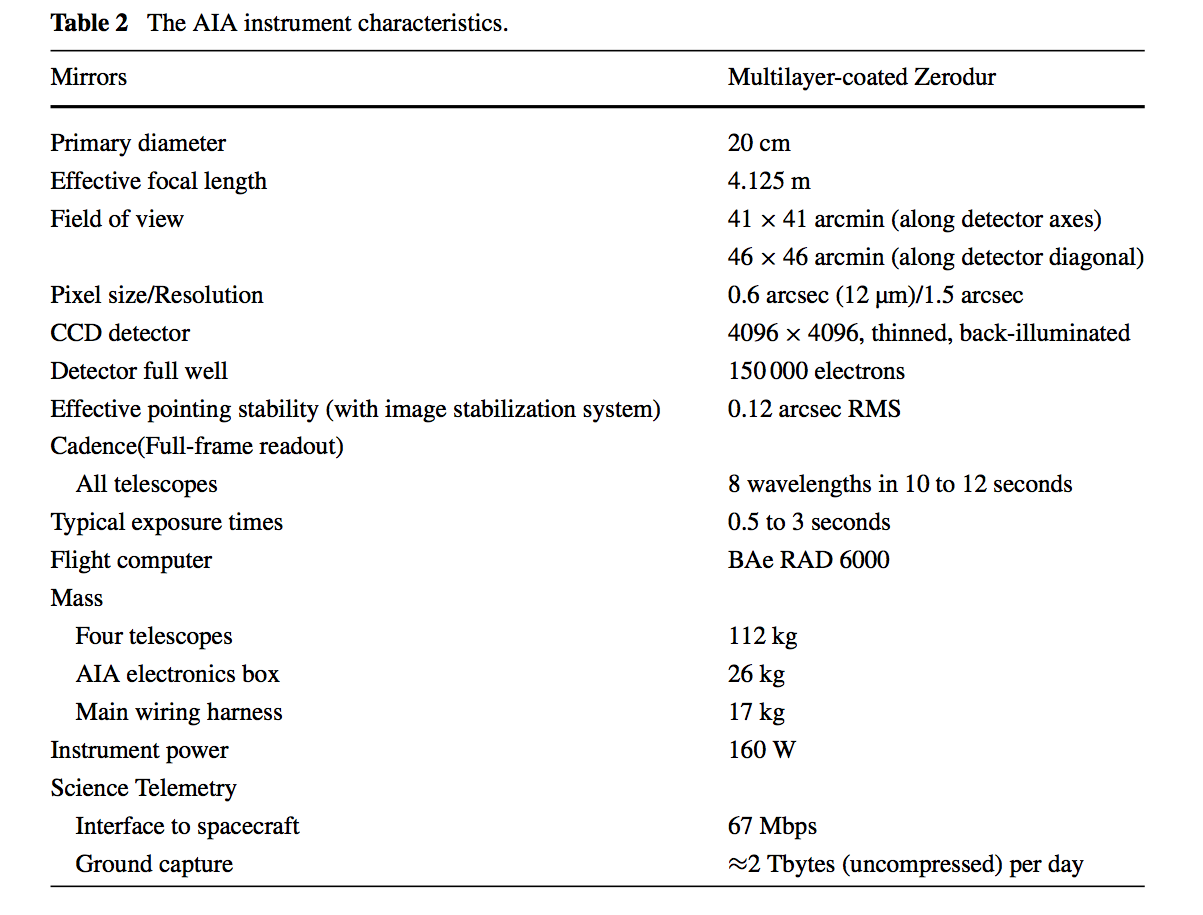 Table 2 The AIA instrument characteristics.
Mirrors Multilayer-coated Zerodur
Primary diameter 20 cm
Effective focal length 4.125 m
Field of view 41 × 41 arcmin (along detector axes)
46 × 46 arcmin (along detector diagonal)
Pixel size/Resolution 0.6 arcsec (12 μm)/1.5 arcsec
CCD detector 4096 × 4096, thinned, back-illuminated
Detector full well 150 000 electrons
Effective pointing stability (with image stabilization system) 0.12 arcsec RMS
Cadence(Full-frame readout)
All telescopes 8 wavelengths in 10 to 12 seconds
Typical exposure times 0.5 to 3 seconds
Flight computer BAe RAD 6000
Mass
Four telescopes 112 kg
AIA electronics box 26 kg
Main wiring harness 17 kg
Instrument power 160 W
Science Telemetry
Interface to spacecraft 67 Mbps
Ground capture ≈2 Tbytes (uncompressed) per day